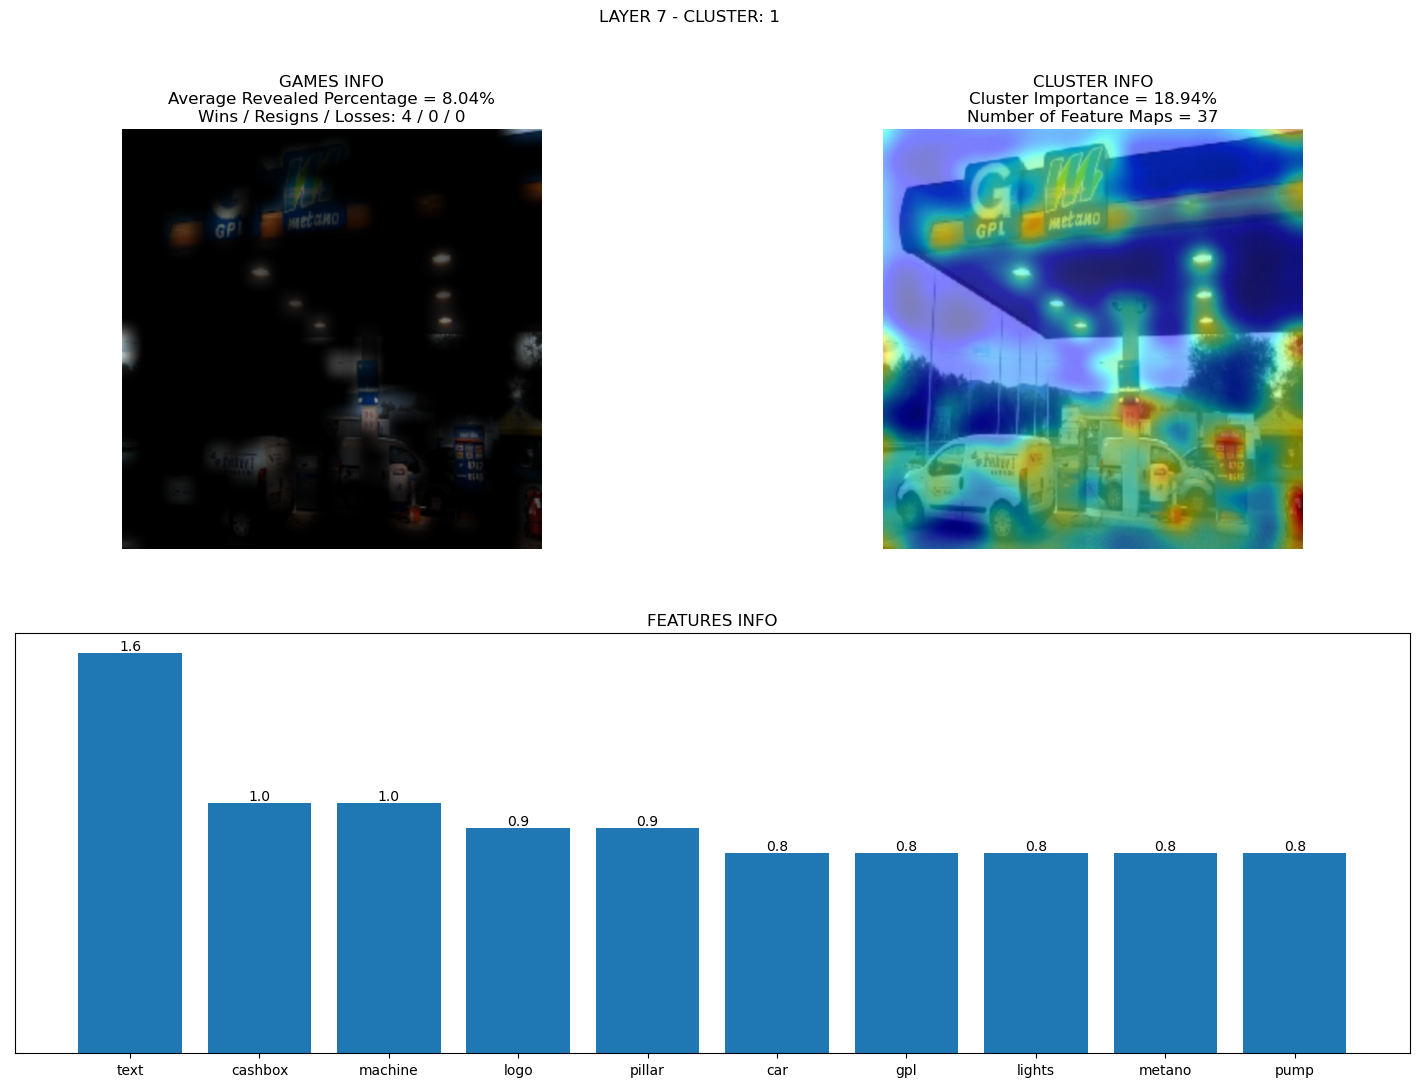 LAYER 7 - CLUSTER: 1
GAMES INFO
Average Revealed Percentage = 8.04%
Wins / Resigns / Losses: 4 / 0 / 0
CLUSTER INFO
Cluster Importance = 18.94%
Number of Feature Maps = 37
GPL
metano
G
GPL
metano
FEATURES INFO
1.6
1.0
1.0
0.9
0.9
0.8
0.8
0.8
0.8
0.8
text
cashbox
machine
logo
pillar
car
gpl
lights
metano
pump